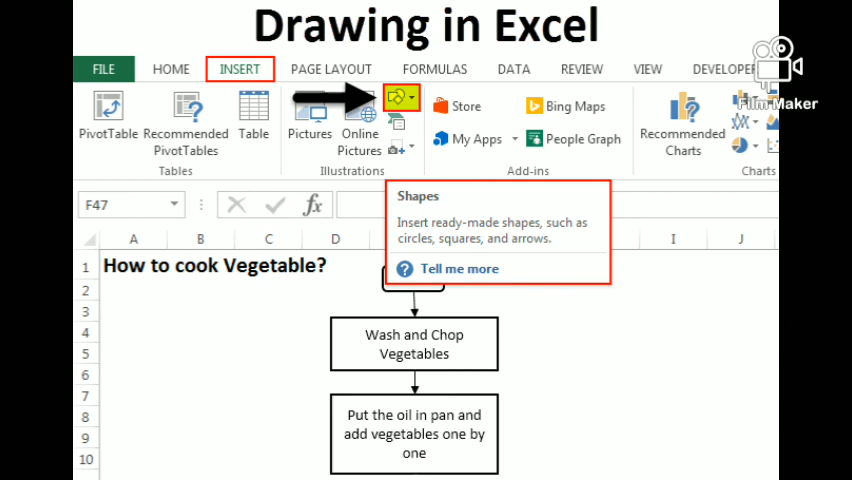 Drawing in Excel
FILE HOME INSERT PAGE LAYOUT FORMULAS DATA REVIEW VIEW DEVELOPER
Film Maker
PivotTable Recommended PivotTables Table
Pictures Online Pictures
Store
My Apps
Bing Maps
People Graph
Recommended Charts
Tables Illustrations Add-ins Charts
F47 fx
Shapes
Insert ready-made shapes, such as
circles, squares, and arrows.
? Tell me more
A B C D I J
1 How to cook Vegetable?
2
3
4 Wash and Chop
5 Vegetables
6
7
8 Put the oil in pan and
9 add vegetables one by
10 one